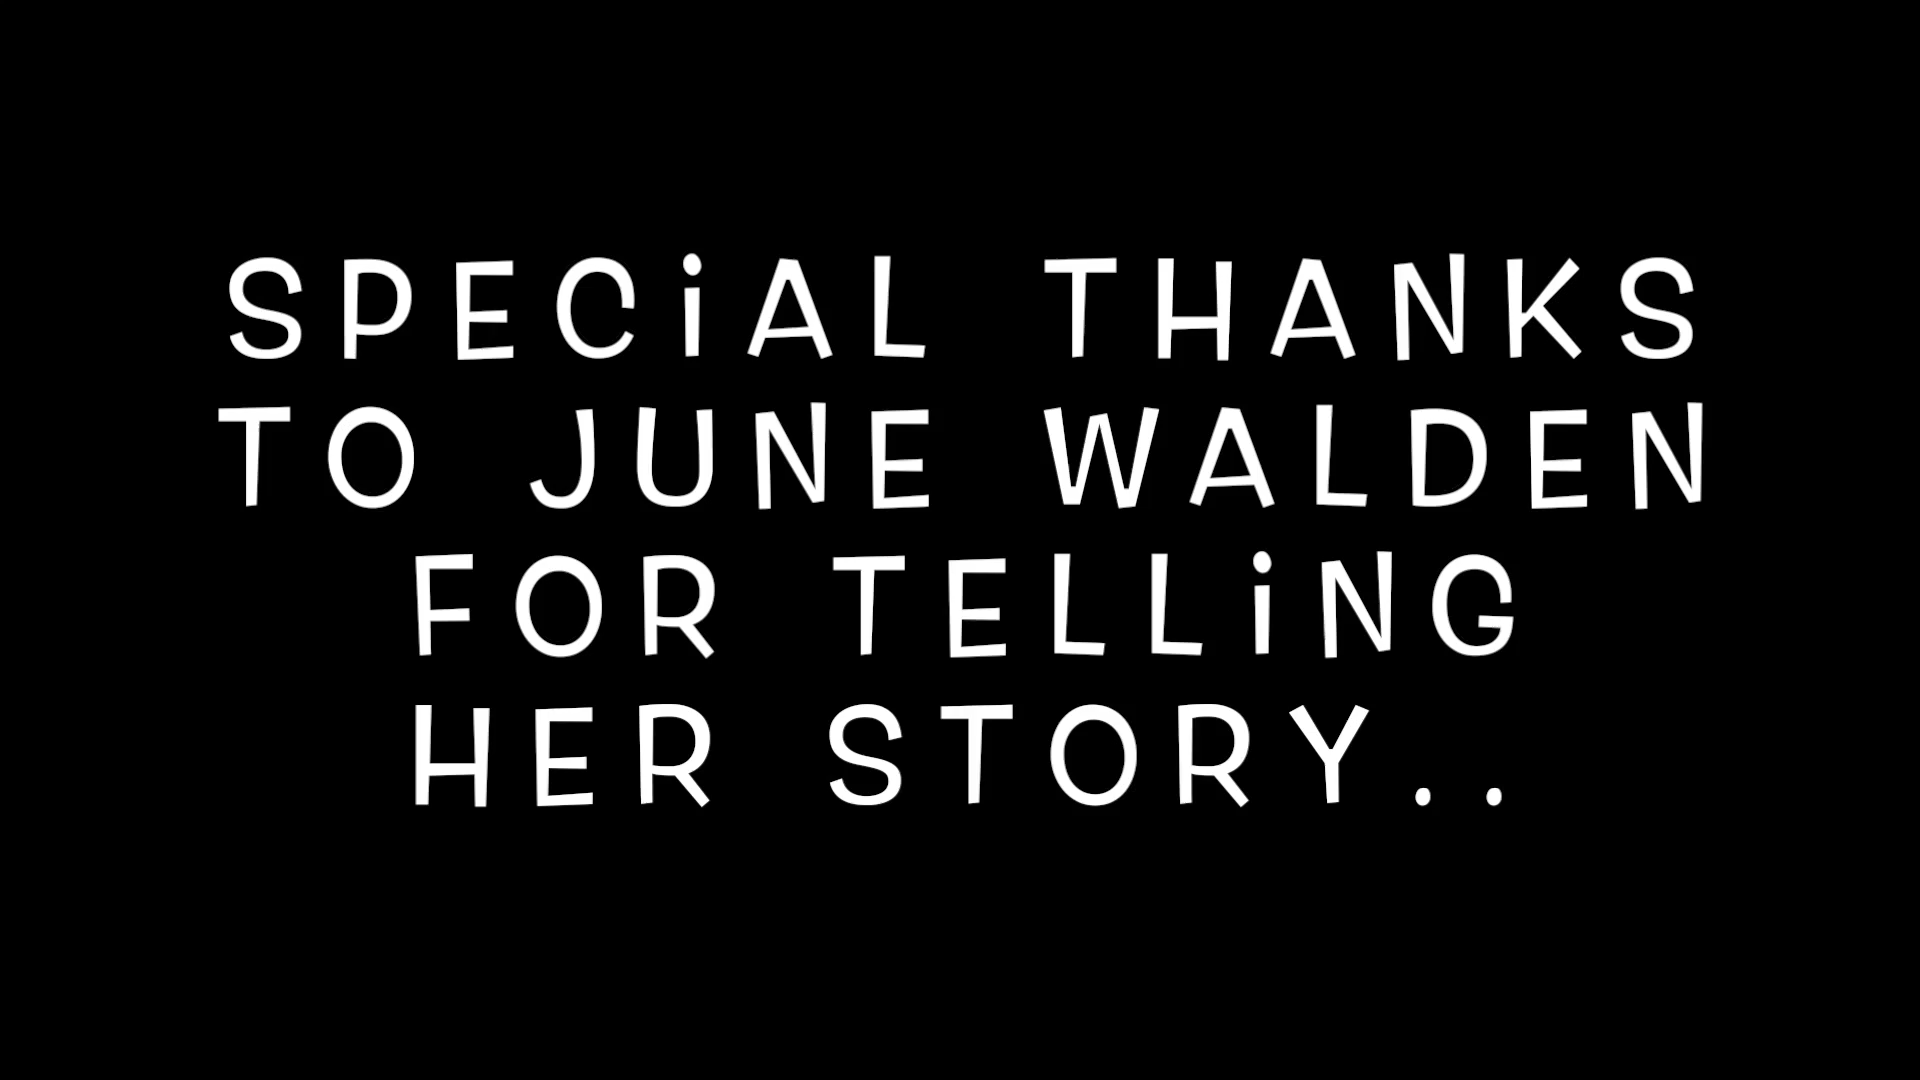 SPECiAL THANKS
TO JUNE WALDEN
FOR TELLiNG
HER STORY..